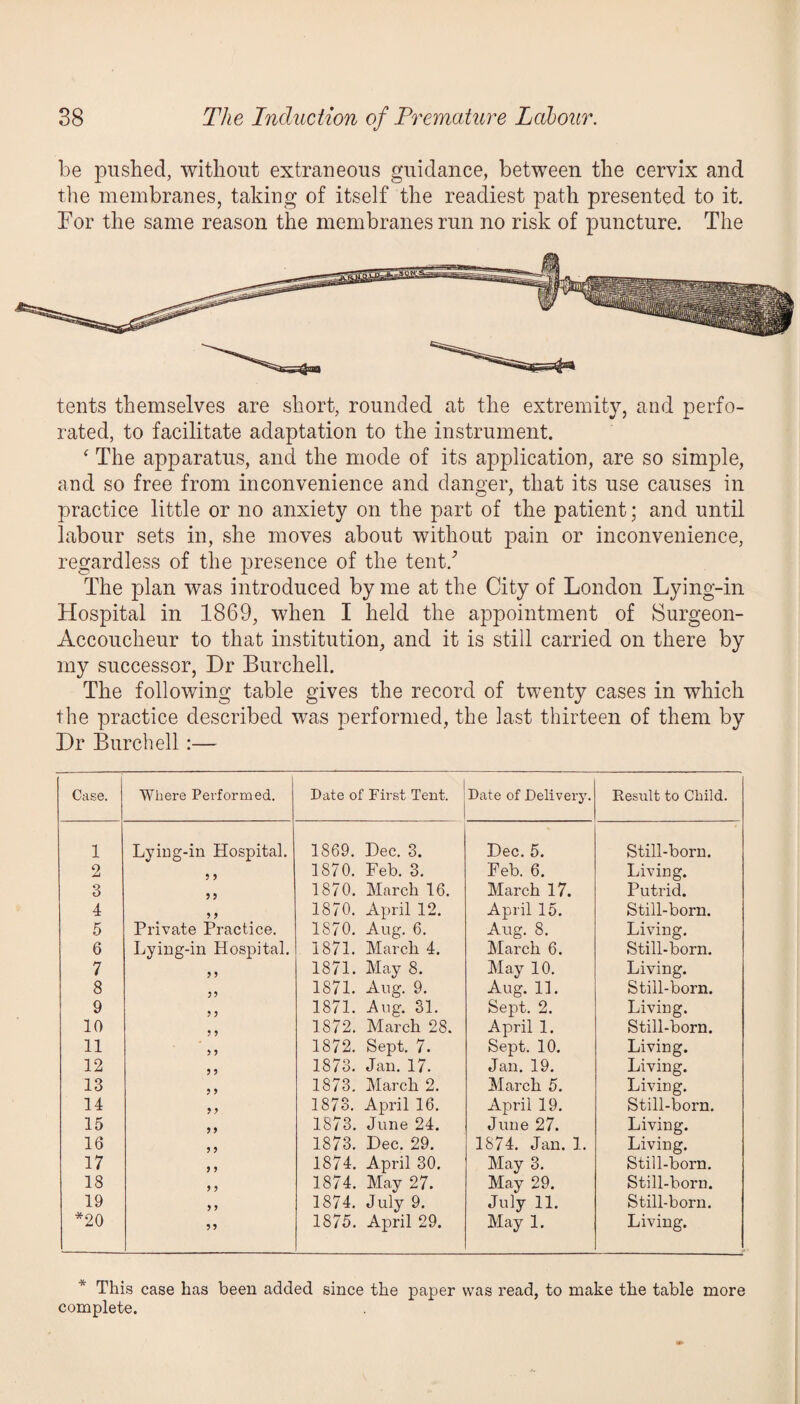 38 The Induction of Premature Labour.
be pushed, without extraneous guidance, between the cervix and
the membranes, taking of itself the readiest path presented to it.
For the same reason the membranes run no risk of puncture. The
ARNOLD & SONS
tents themselves are short, rounded at the extremity, and perfo-
rated, to facilitate adaptation to the instrument.
‘ The apparatus, and the mode of its application, are so simple,
and so free from inconvenience and danger, that its use causes in
practice little or no anxiety on the part of the patient; and until
labour sets in, she moves about without pain or inconvenience,
regardless of the presence of the tent.’
The plan was introduced by me at the City of London Lying-in
Hospital in 1869, when I held the appointment of Surgeon-
Accoucheur to that institution, and it is still carried on there by
my successor, Dr Burchell.
The following table gives the record of twenty cases in which
the practice described was performed, the last thirteen of them by
Dr Burchell :—
Case. Where Performed. Date of First Tent. Date of Delivery. Result to Child.
1 Lying-in Hospital. 1869. Dec. 3. Dec. 5. Still-born.
2 ,, 1870. Feb. 3. Feb. 6. Living.
3 ,, 1870. March 16. March 17. Putrid.
4 ,, 1870. April 12. April 15. Still-born.
5 Private Practice. 1870. Aug. 6. Aug. 8. Living.
6 Lying-in Hospital. 1871. March 4. March 6. Still-born.
7 ,, 1871. May 8. May 10. Living.
8 ,, 1871. Aug. 9. Aug. 11. Still-born.
9 ,, 1871. Aug. 31. Sept. 2. Living.
10 ,, 1872. March 28. April 1. Still-born.
11 ,, 1872. Sept. 7. Sept. 10. Living.
12 ,, 1873. Jan. 17. Jan. 19. Living.
13 ,, 1873. March 2. March 5. Living.
14 ,, 1873. April 16. April 19. Still-born.
15 ,, 1873. June 24. June 27. Living.
16 ,, 1873. Dec. 29. 1874. Jan. 1. Living.
17 ,, 1874. April 30. May 3. Still-born.
18 ,, 1874. May 27. May 29. Still-born.
19 ,, 1874. July 9. July 11. Still-born.
*20 ,, 1875. April 29. May 1. Living.
* This case has been added since the paper was read, to make the table more
complete.